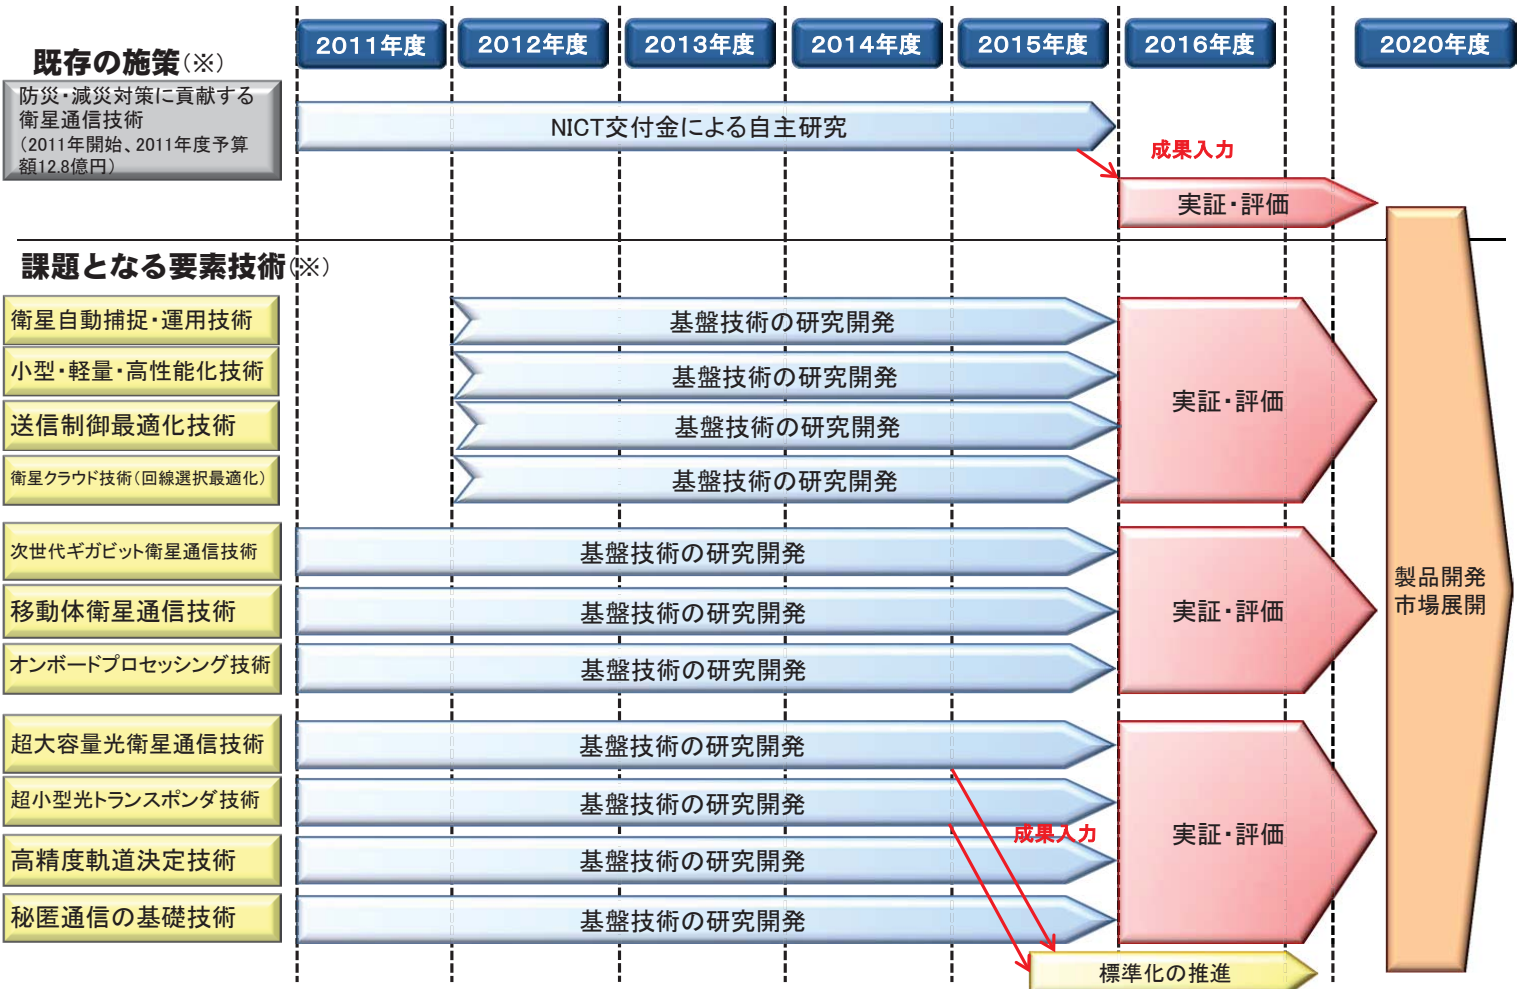 2011年度
2012年度
2013年度
2014年度
2015年度
2016年度
2020年度
既存の施策(※)
防災・減災対策に貢献する
衛星通信技術
(2011年開始、2011年度予算
額12.8億円)
NICT交付金による自主研究
成果入力
実証・評価
課題となる要素技術(※)
衛星自動捕捉・運用技術
基盤技術の研究開発
小型・軽量・高性能化技術
基盤技術の研究開発
実証・評価
送信制御最適化技術
基盤技術の研究開発
衛星クラウド技術(回線選択最適化)
基盤技術の研究開発
次世代ギガビット衛星通信技術
基盤技術の研究開発
製品開発
市場展開
移動体衛星通信技術
基盤技術の研究開発
実証・評価
オンボードプロセッシング技術
基盤技術の研究開発
超大容量光衛星通信技術
基盤技術の研究開発
超小型光トランスポンダ技術
基盤技術の研究開発
成果入力
実証・評価
高精度軌道決定技術
基盤技術の研究開発
秘匿通信の基礎技術
基盤技術の研究開発
標準化の推進